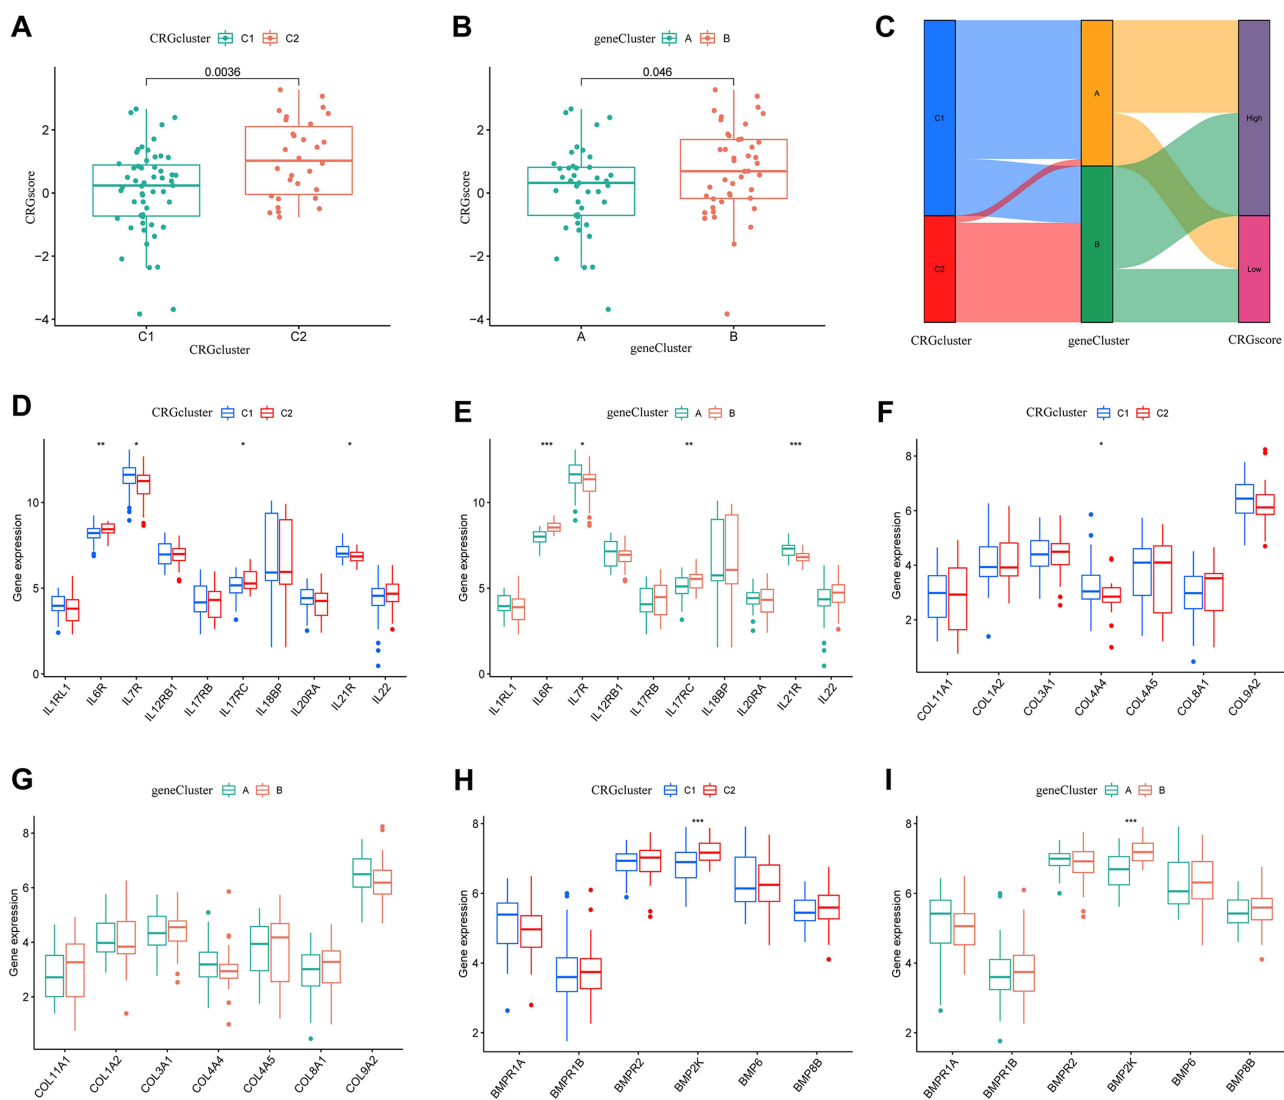 A
CRGcluster C1 C2
0.0036
CRGscore
2
0
−2
−4
C1 C2
CRGcluster
B
geneCluster A B
0.046
CRGscore
2
0
−2
−4
A B
geneCluster
C
C1
C2
A
B
High
Low
CRGcluster geneCluster CRGscore
D
CRGcluster C1 C2
** * * *
Gene expression
10
5
0
IL1RL1 IL6R IL7R IL12RB1 IL17RB IL17RC IL18BP IL20RA IL21R IL22
E
geneCluster A B
*** * ** ***
Gene expression
10
5
0
IL1RL1 IL6R IL7R IL12RB1 IL17RB IL17RC IL18BP IL20RA IL21R IL22
F
CRGcluster C1 C2
*
Gene expression
8
6
4
2
COL11A1 COL1A2 COL3A1 COL4A4 COL4A5 COL8A1 COL9A2
G
geneCluster A B
Gene expression
8
6
4
2
COL11A1 COL1A2 COL3A1 COL4A4 COL4A5 COL8A1 COL9A2
H
CRGcluster C1 C2
***
Gene expression
8
6
4
2
BMPR1A BMPR1B BMPR2 BMP2K BMP6 BMP8B
I
geneCluster A B
***
Gene expression
8
6
4
2
BMPR1A BMPR1B BMPR2 BMP2K BMP6 BMP8B